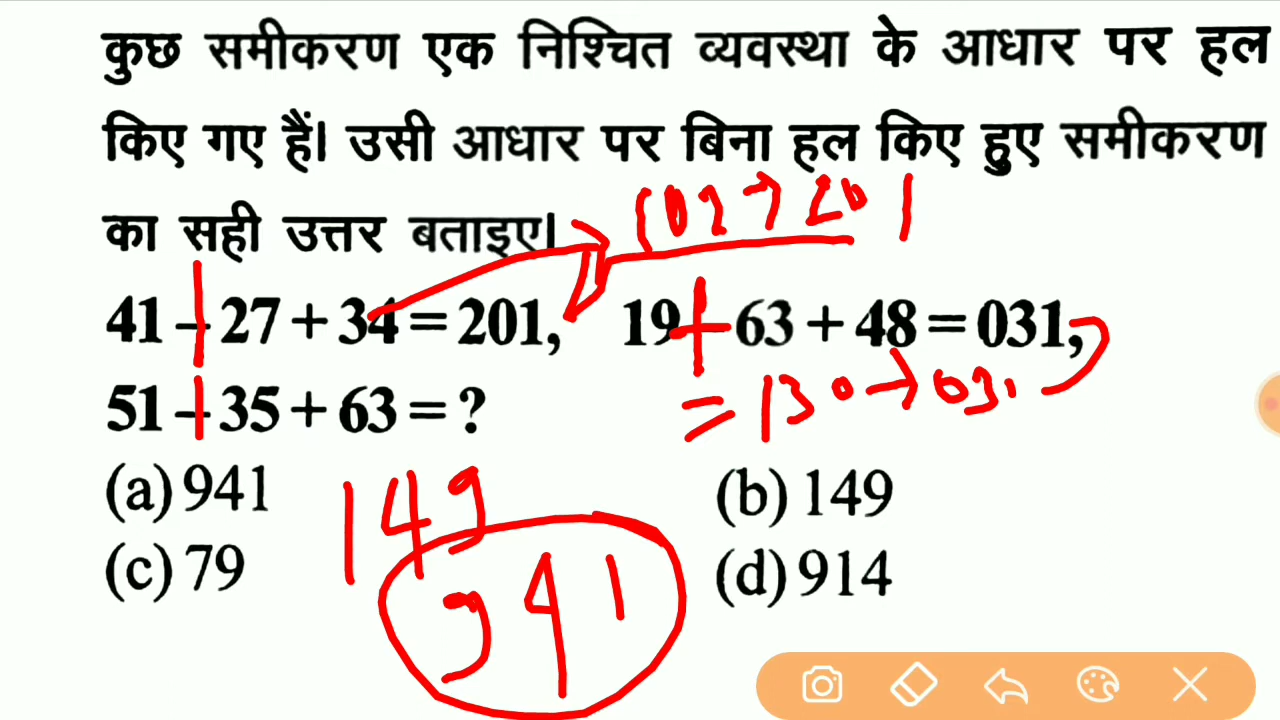 कुछ समीकरण एक निश्चित व्यवस्था के आधार पर हल
किए गए हैं। उसी आधार पर बिना हल किए हुए समीकरण
का सही उत्तर बताइए।
102 → 201
41 - 27 + 34 = 201, 19 - 63 + 48 = 031,
= 130 → 031
51 - 35 + 63 = ?
(a) 941 (b) 149
149
(c) 79 (d) 914
941